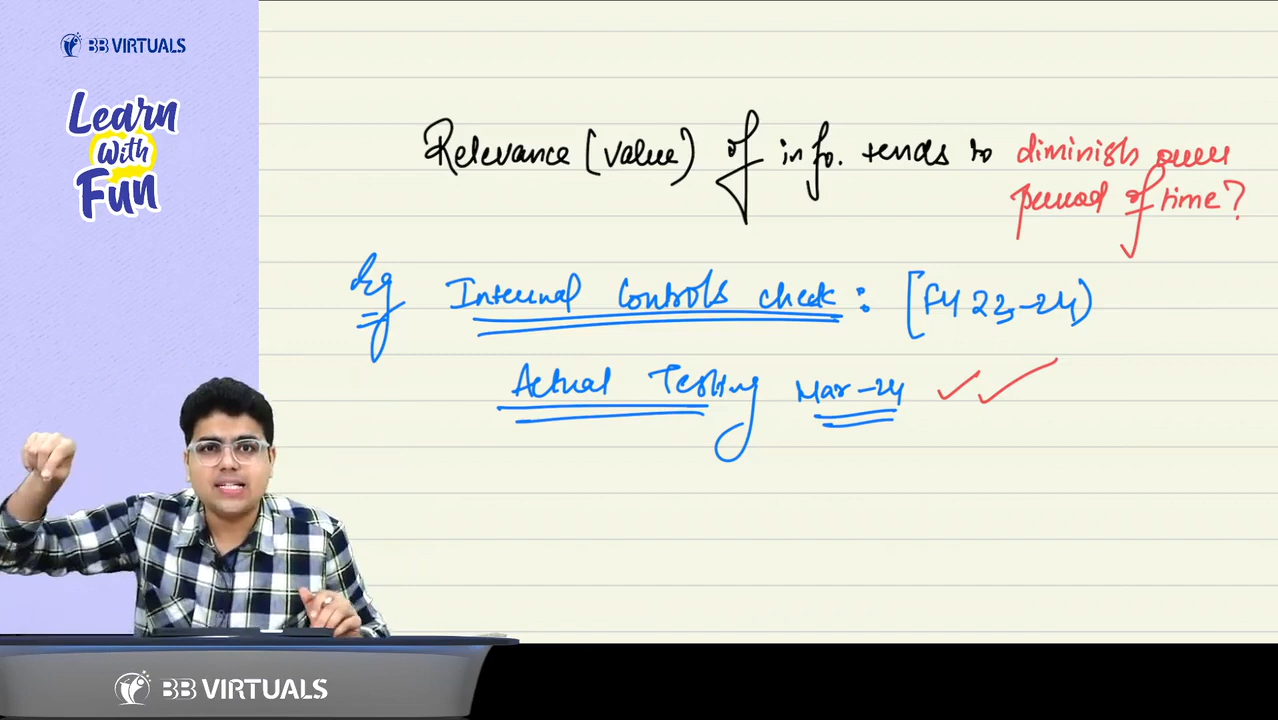 BB VIRTUALS
Learn
with
Fun
Relevance (value) of info. tends to diminish over
period of time?
Eg Internal Controls check : [FY 23-24)
Actual Testing Mar-24
BB VIRTUALS